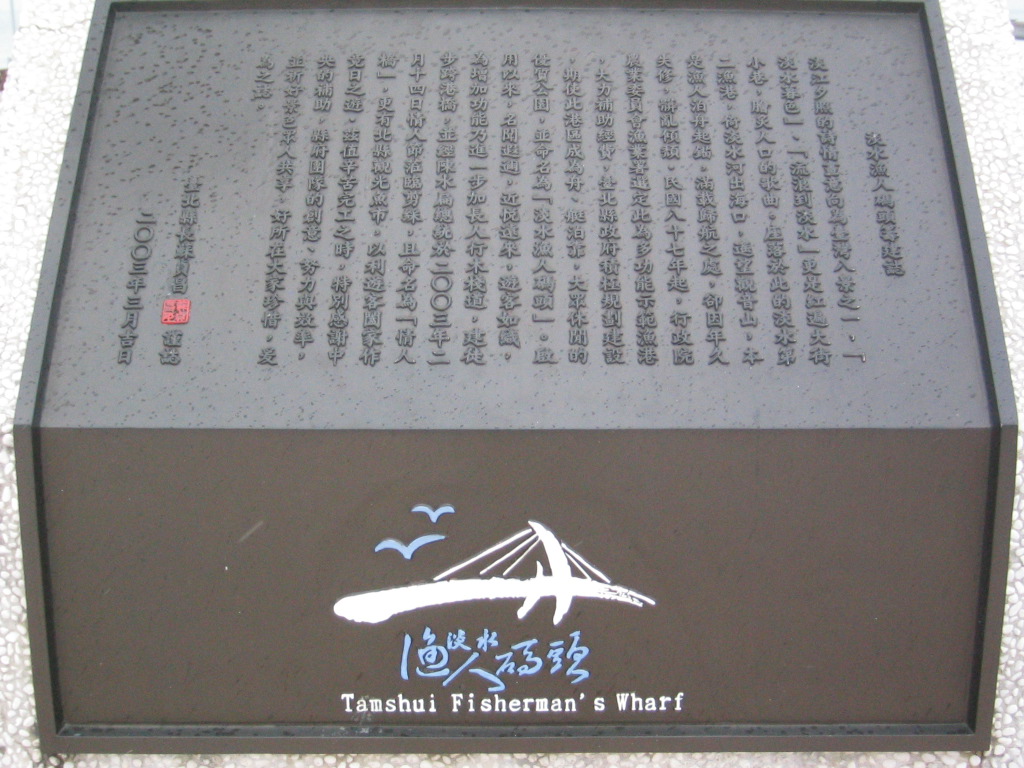 淡水漁人碼頭筆建誌
淡江夕照的詩情畫意向為台灣八景之一，「
淡水暮色」、「流浪到淡水」更是紅遍大街
小巷、膾炙人口的歌曲。座落於此的淡水第
二漁港，倚淡水河出海口，遙望觀音山，本
是漁人泊舟起錨，滿載歸航之處，卻因年久
失修，雜亂傾頹，民國八十七年起，行政院
農業委員會漁業署選定此為多功能示範漁港
，大力補助經費，臺北縣政府積極規劃建設
，期使此港區成為舟、艇泊靠，大眾休閒的
優質公園，並命名為「淡水漁人碼頭」。啟
用以來，名聞遐邇，近悅遠來，遊客如織，
為增加功能乃進一步加長人行木棧道，建造
步跨港橋，並應陳水扁總統於二００三年二
月十四日情人節蒞臨剪綵，且命名為「情人
橋」，更有北縣觀光魚市，以利遊客闔家作
竟日之遊。茲值辛苦完工之時，特別感謝中
央的補助、縣府團隊的創意、努力與效率，
並祈好景色眾人共享，好所在大家珍惜，愛
為之誌。
臺北縣長蘇貞昌 謹誌
二００三年三月吉日
淡水
漁人碼頭
Tamshui Fisherman's Wharf